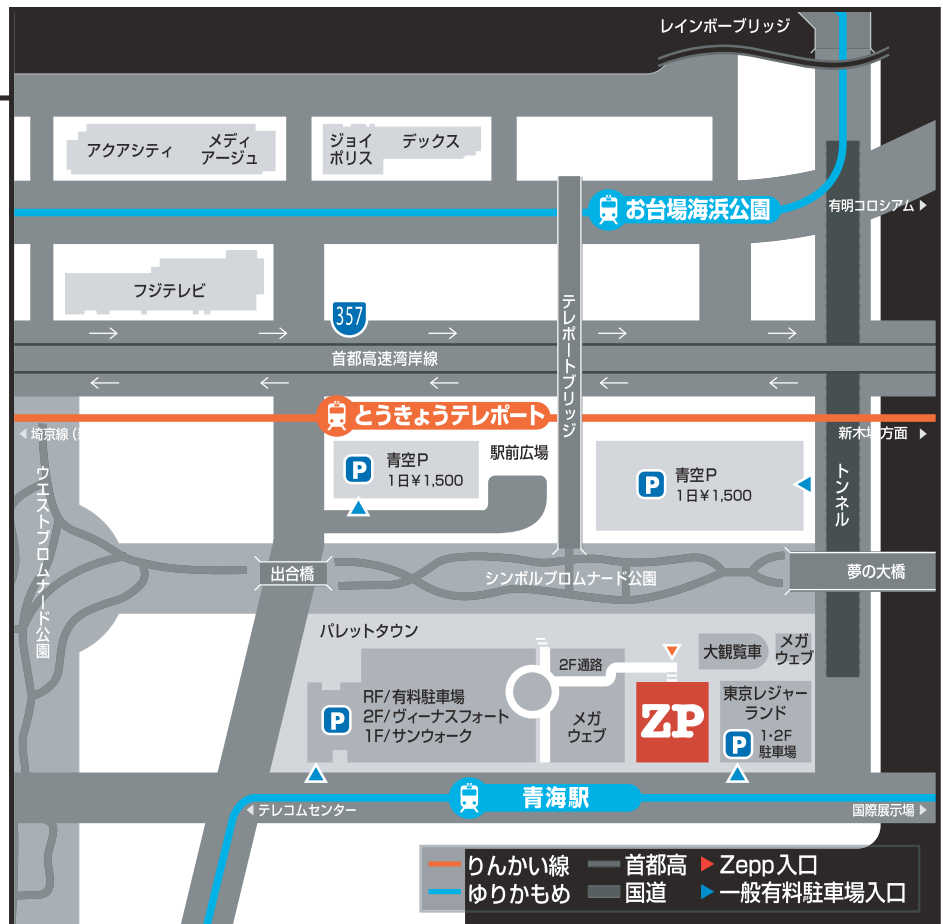 レインボーブリッジ
アクアシティ
メディ
アージュ
ジョイ
ポリス
デックス
お台場海浜公園
有明コロシアム
フジテレビ
357
首都高速湾岸線
テレポートブリッジ
とうきょうテレポート
埼京線
新木場方面
ウエストプロムナード公園
P
青空P
1日¥1,500
駅前広場
P
青空P
1日¥1,500
トンネル
出合橋
シンボルプロムナード公園
夢の大橋
パレットタウン
2F通路
大観覧車
メガ
ウェブ
P
RF/有料駐車場
2F/ヴィーナスフォート
1F/サンウォーク
メガ
ウェブ
ZP
東京レジャー
ランド
P
1・2F
駐車場
テレコムセンター
青海駅
国際展示場
りんかい線
首都高
Zepp入口
ゆりかもめ
国道
一般有料駐車場入口